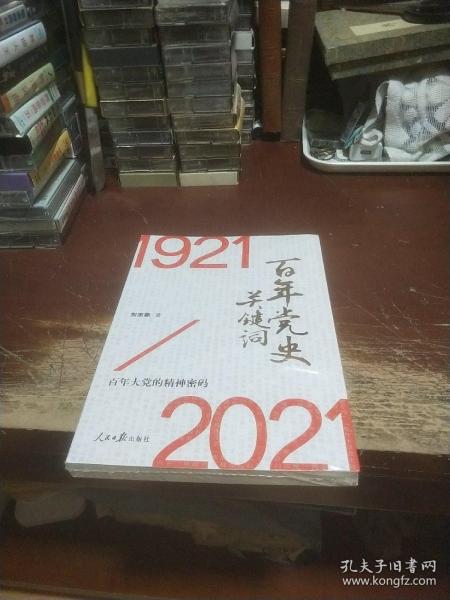 1921
百年党史
关键词
著
百年大党的精神密码
2021
人民日报出版社
孔夫子旧书网
www.kongfz.com